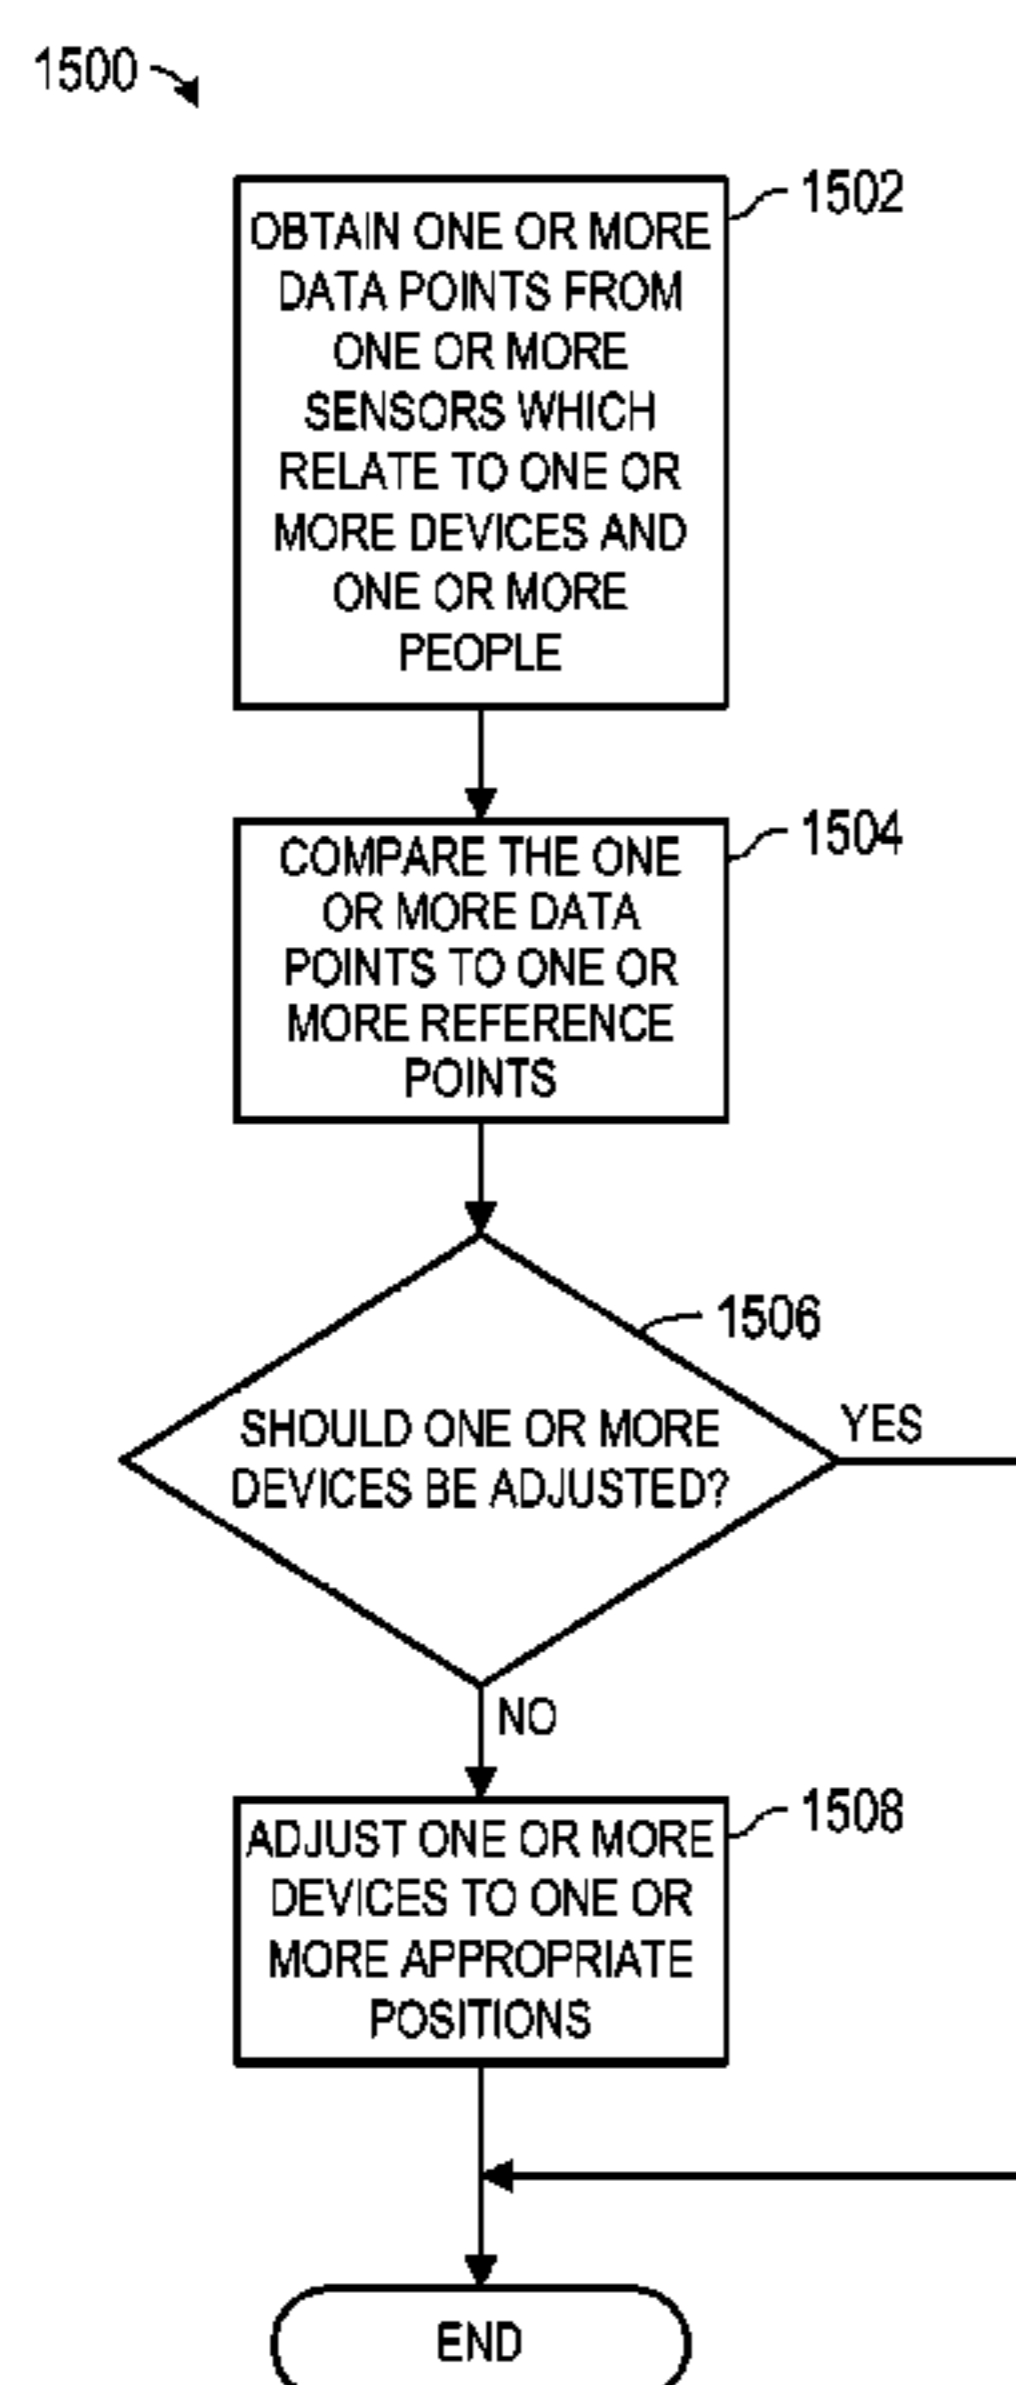 1500
1502
OBTAIN ONE OR MORE
DATA POINTS FROM
ONE OR MORE
SENSORS WHICH
RELATE TO ONE OR
MORE DEVICES AND
ONE OR MORE
PEOPLE
1504
COMPARE THE ONE
OR MORE DATA
POINTS TO ONE OR
MORE REFERENCE
POINTS
1506
SHOULD ONE OR MORE
DEVICES BE ADJUSTED?
YES
NO
1508
ADJUST ONE OR MORE
DEVICES TO ONE OR
MORE APPROPRIATE
POSITIONS
END